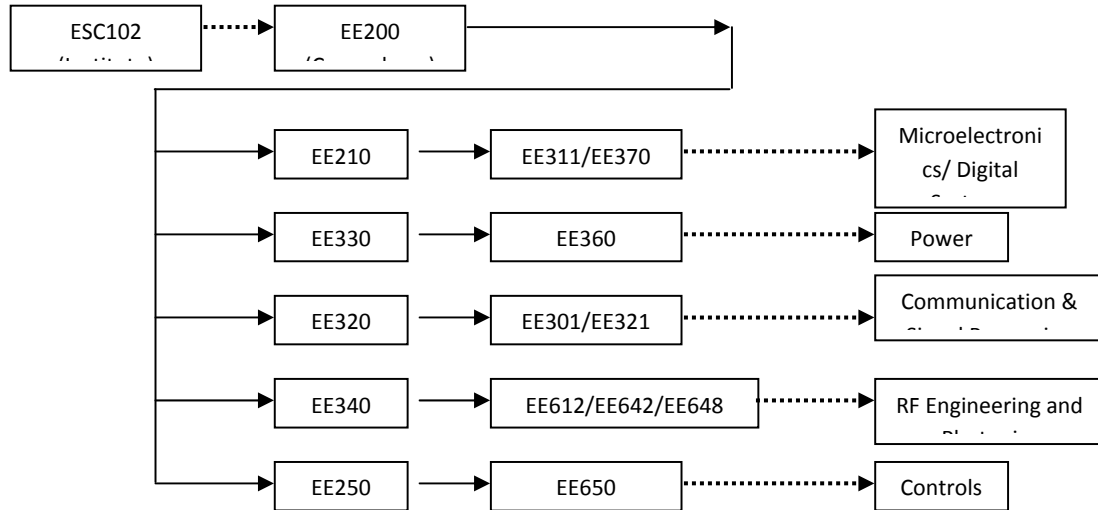 ESC102
EE200
EE210
EE311/EE370
Microelectroni
cs/ Digital
EE330
EE360
Power
EE320
EE301/EE321
Communication &
EE340
EE612/EE642/EE648
RF Engineering and
EE250
EE650
Controls